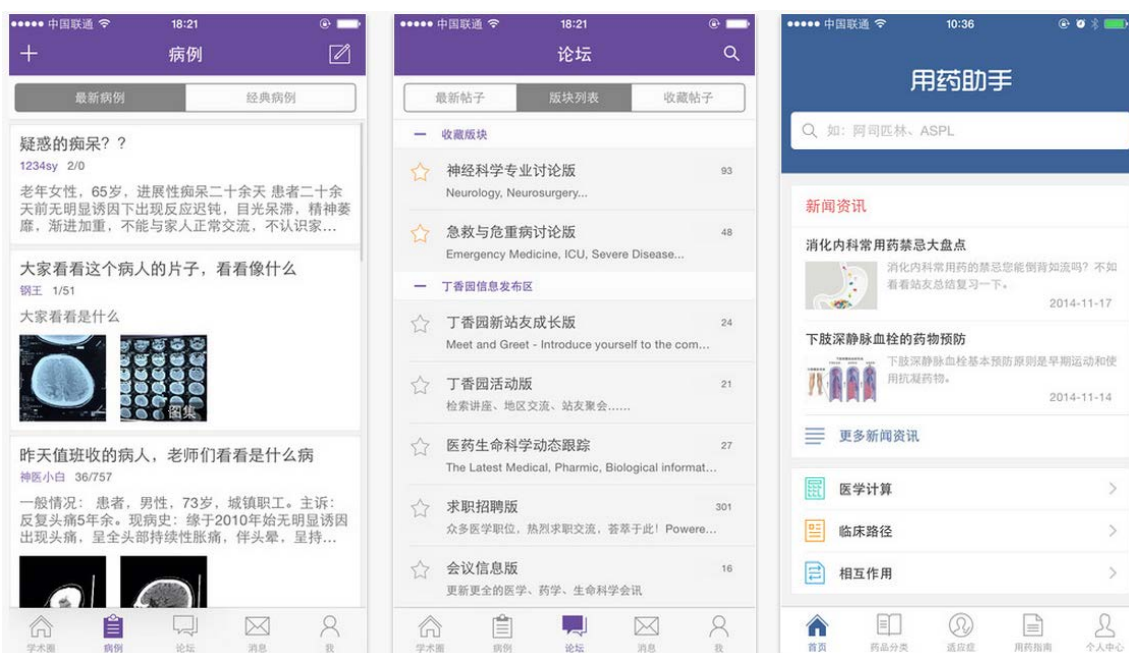 中国联通 18:21
病例
最新病例 经典病例
疑惑的痴呆？？
1234sy 2/0
老年女性，65岁，进展性痴呆二十余天 患者二十余
天前无明显诱因下出现反应迟钝，目光呆滞，精神萎
靡，渐进加重，不能与家人正常交流，不认识家...
大家看看这个病人的片子，看看像什么
钢王 1/51
大家看看是什么
图集
昨天值班收的病人，老师们看看是什么病
神医小白 36/757
一般情况： 患者，男性，73岁，城镇职工。主诉：
反复头痛5年余。现病史：缘于2010年始无明显诱因
出现头痛，呈全头部持续性胀痛，伴头晕，呈持...
学术圈 病例 论坛 消息 我
中国联通 18:21
论坛
最新帖子 版块列表 收藏帖子
收藏版块
神经科学专业讨论版 93
Neurology, Neurosurgery...
急救与危重病讨论版 48
Emergency Medicine, ICU, Severe Disease...
丁香园信息发布区
丁香园新站友成长版 24
Meet and Greet - Introduce yourself to the com...
丁香园活动版 21
检索讲座、地区交流、站友聚会......
医药生命科学动态跟踪 27
The Latest Medical, Pharmic, Biological informat...
求职招聘版 301
众多医学职位，热烈求职交流，荟萃于此！Powere...
会议信息版 16
更新更全的医学、药学、生命科学会讯
学术圈 病例 论坛 消息 我
中国联通 10:36
用药助手
如：阿司匹林、ASPL
新闻资讯
消化内科常用药禁忌大盘点
消化内科常用药的禁忌您能倒背如流吗？不如
看看站友总结复习一下。
2014-11-17
下肢深静脉血栓的药物预防
下肢深静脉血栓基本预防原则是早期运动和使
用抗凝药物。
2014-11-14
更多新闻资讯
医学计算
临床路径
相互作用
首页 药品分类 适应症 用药指南 个人中心